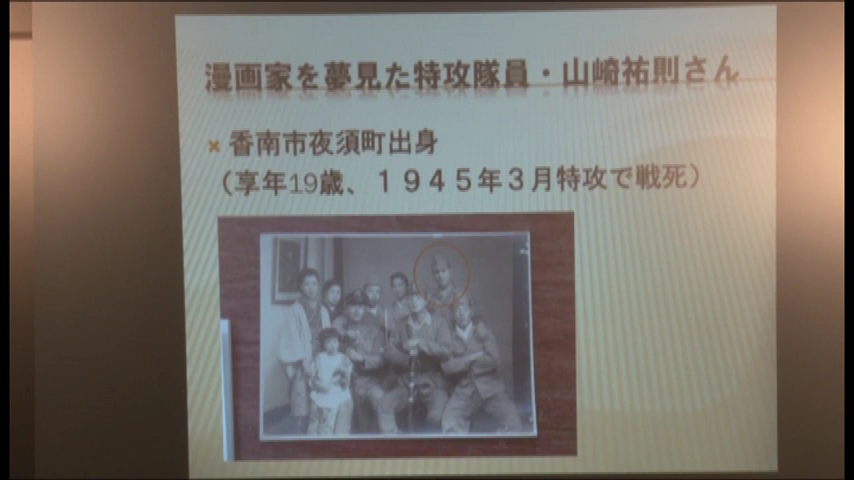 漫画家を夢見た特攻隊員・山崎祐則さん
香南市夜須町出身
（享年19歳、１９４５年３月特攻で戦死）